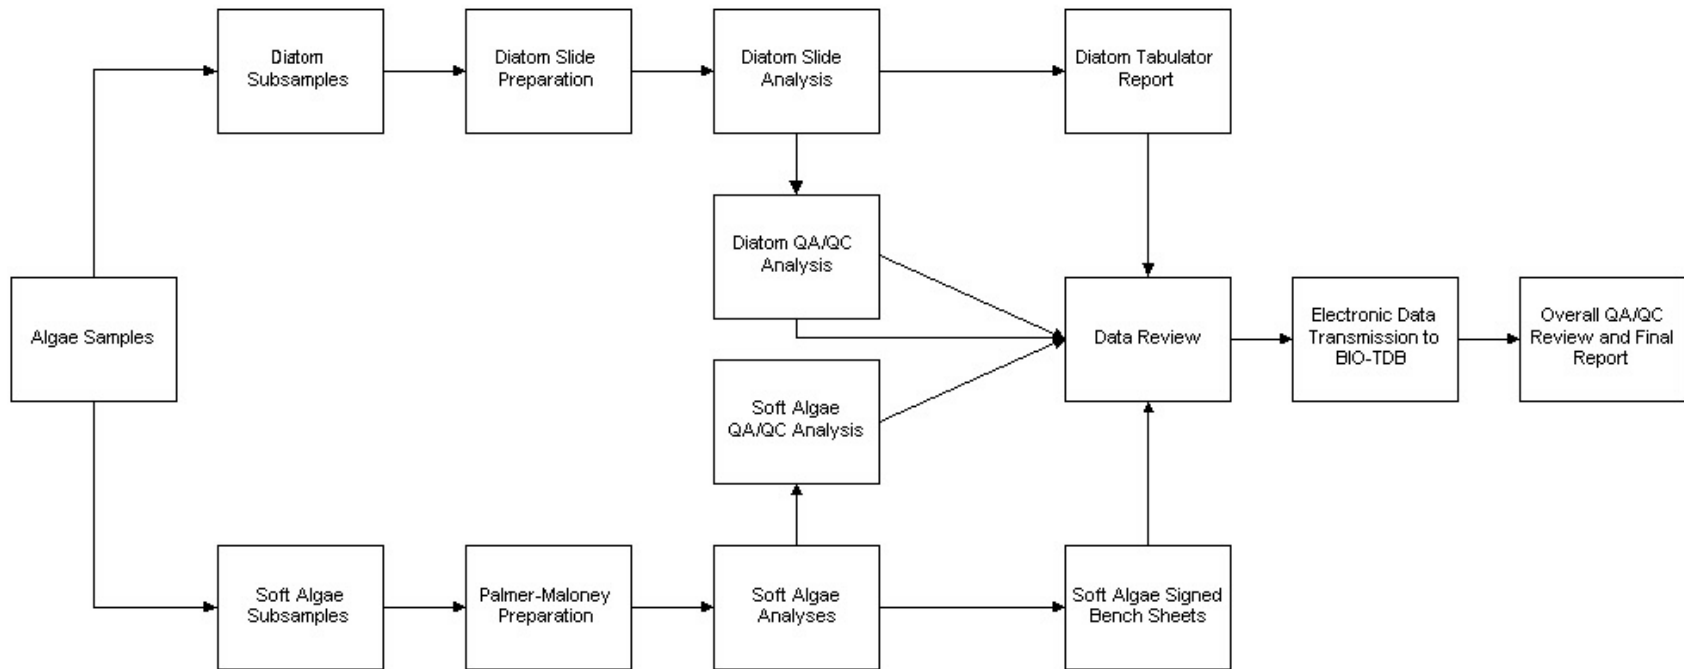 Diatom
Subsamples
Diatom Slide
Preparation
Diatom Slide
Analysis
Diatom Tabulator
Report
Diatom QA/QC
Analysis
Algae Samples
Data Review
Electronic Data
Transmission to
BIO-TDB
Overall QA/QC
Review and Final
Report
Soft Algae
QA/QC Analysis
Soft Algae
Subsamples
Palmer-Maloney
Preparation
Soft Algae
Analyses
Soft Algae Signed
Bench Sheets